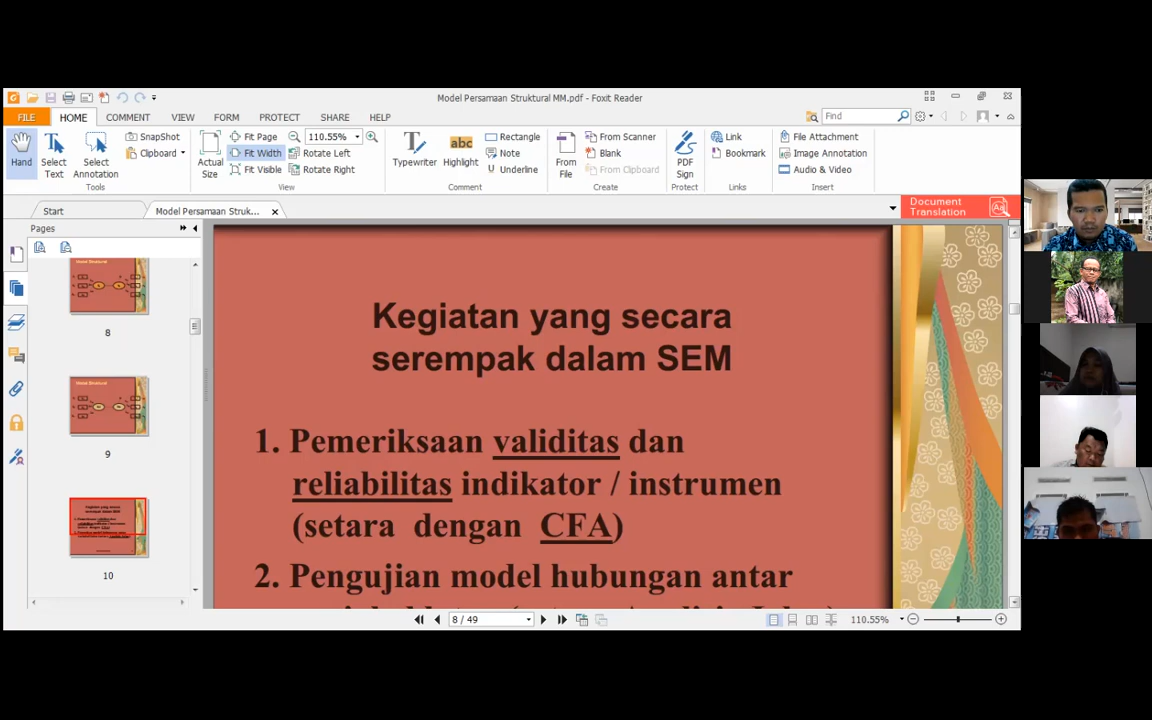 Model Persamaan Struktural MM.pdf - Foxit Reader
FILE HOME COMMENT VIEW FORM PROTECT SHARE HELP
Find
Hand
Select Text
Select Annotation
SnapShot
Clipboard
Tools
Actual Size
Fit Page
Fit Width
Fit Visible
110.55%
Rotate Left
Rotate Right
View
Typewriter
Highlight
Rectangle
Note
Underline
Comment
From File
From Scanner
Blank
From Clipboard
Create
PDF Sign
Protect
Link
Bookmark
Links
File Attachment
Image Annotation
Audio & Video
Insert
Start
Model Persamaan Struk...
Document Translation
Pages
8
9
10
Kegiatan yang secara
serempak dalam SEM
1. Pemeriksaan validitas dan
reliabilitas indikator / instrumen
(setara dengan CFA)
2. Pengujian model hubungan antar
8 / 49
110.55%